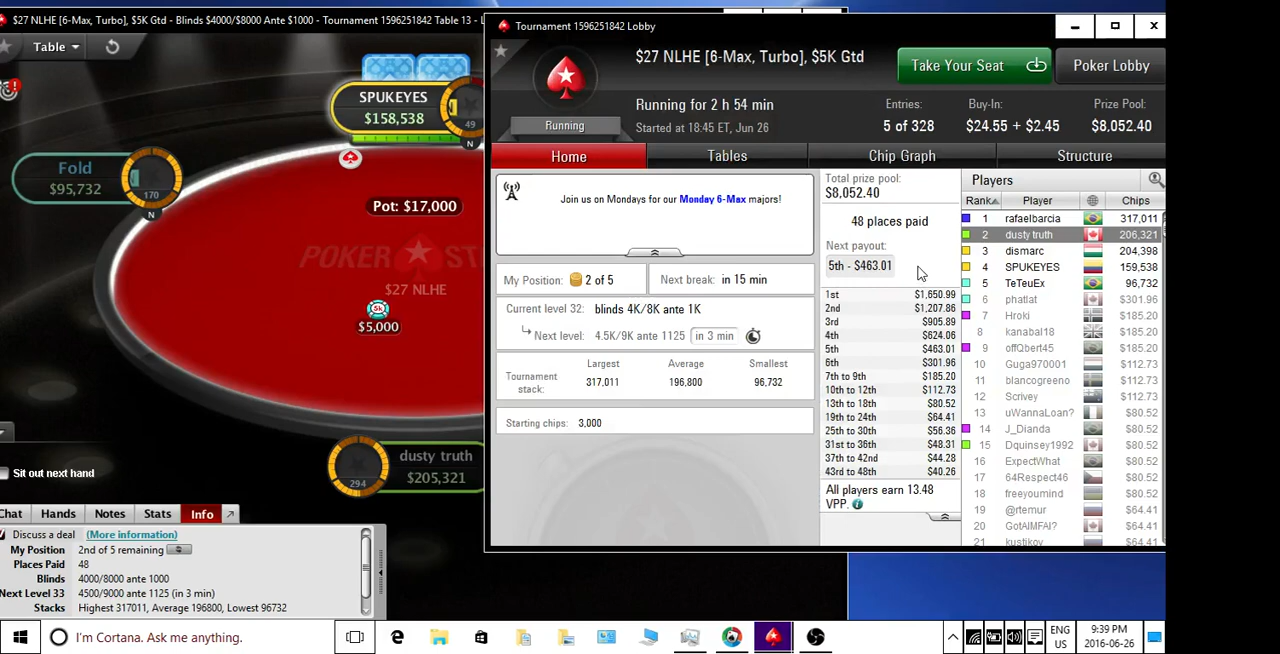 $27 NLHE [6-Max, Turbo], $5K Gtd - Blinds $4000/$8000 Ante $1000 - Tournament 1596251842 Table 13 -
Table
SPUKEYES
$158,538
49
N
Fold
$95,732
170
N
Pot: $17,000
POKER ST
$27 NLHE
5k
$5,000
dusty truth
$205,321
294
Sit out next hand
Chat
Hands
Notes
Stats
Info
Discuss a deal (More information)
My Position 2nd of 5 remaining
Places Paid 48
Blinds 4000/8000 ante 1000
Next Level 33 4500/9000 ante 1125 (in 3 min)
Stacks Highest 317011, Average 196800, Lowest 96732
Tournament 1596251842 Lobby
$27 NLHE [6-Max, Turbo], $5K Gtd
Take Your Seat
Poker Lobby
Running
Running for 2 h 54 min
Started at 18:45 ET, Jun 26
Entries: Buy-In: Prize Pool:
5 of 328 $24.55 + $2.45 $8,052.40
Home Tables Chip Graph Structure
Join us on Mondays for our Monday 6-Max majors!
My Position: 2 of 5
Next break: in 15 min
Current level 32: blinds 4K/8K ante 1K
Next level: 4.5K/9K ante 1125 in 3 min
Largest Average Smallest
Tournament stack: 317,011 196,800 96,732
Starting chips: 3,000
Total prize pool:
$8,052.40
48 places paid
Next payout:
5th - $463.01
1st $1,650.99
2nd $1,207.86
3rd $905.89
4th $624.06
5th $463.01
6th $301.96
7th to 9th $185.20
10th to 12th $112.73
13th to 18th $80.52
19th to 24th $64.41
25th to 30th $56.36
31st to 36th $48.31
37th to 42nd $44.28
43rd to 48th $40.26
All players earn 13.48
VPP.
Players
Rank Player Chips
1 rafaelbarcia 317,011
2 dusty truth 206,321
3 dismarc 204,398
4 SPUKEYES 159,538
5 TeTeuEx 96,732
6 phatlat $301.96
7 Hroki $185.20
8 kanabal18 $185.20
9 offQbert45 $185.20
10 Guga970001 $112.73
11 blancogreeno $112.73
12 Scrivey $112.73
13 uWannaLoan? $80.52
14 J_Dianda $80.52
15 Dquinsey1992 $80.52
16 ExpectWhat $80.52
17 64Respect46 $80.52
18 freeyoumind $80.52
19 @rtemur $64.41
20 GotAIMFAI? $64.41
21 kustikov $64.41
I'm Cortana. Ask me anything.
ENG
US
9:39 PM
2016-06-26